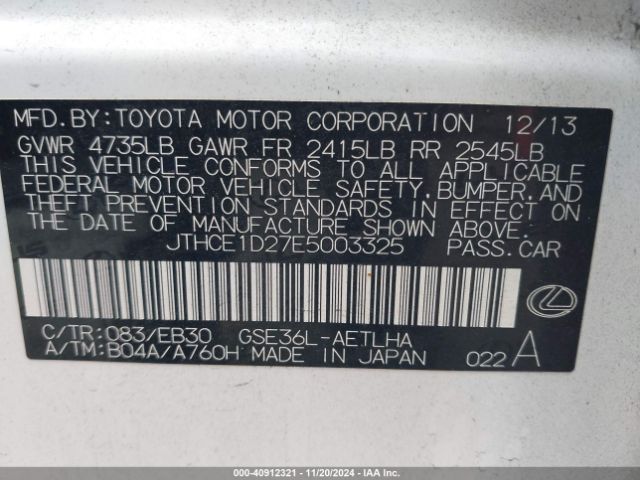 MFD.BY:TOYOTA MOTOR CORPORATION 12/13
GVWR 4735LB GAWR FR 2415LB RR 2545LB
THIS VEHICLE CONFORMS TO ALL APPLICABLE
FEDERAL MOTOR VEHICLE SAFETY,BUMPER,AND
THEFT PREVENTION STANDARDS IN EFFECT ON
THE DATE OF MANUFACTURE SHOWN ABOVE.
JTHCE1D27E5003325 PASS.CAR
C/TR:083/EB30 GSE36L-AETLHA
A/TM:B04A/A760H MADE IN JAPAN 022 A
000-40912321 | 11/20/2024 - Copyright © IAA